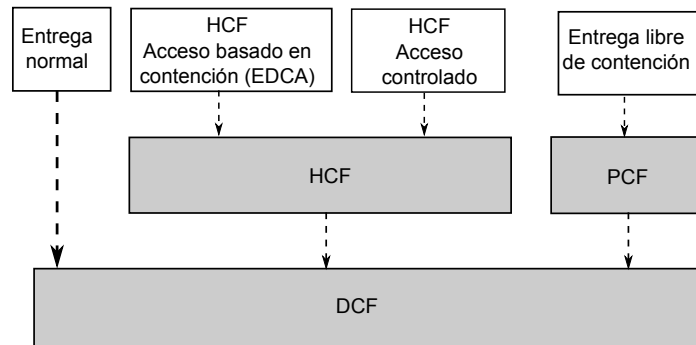 Entrega
normal
HCF
Acceso basado en
contención (EDCA)
HCF
Acceso
controlado
Entrega libre
de contención
HCF
PCF
DCF